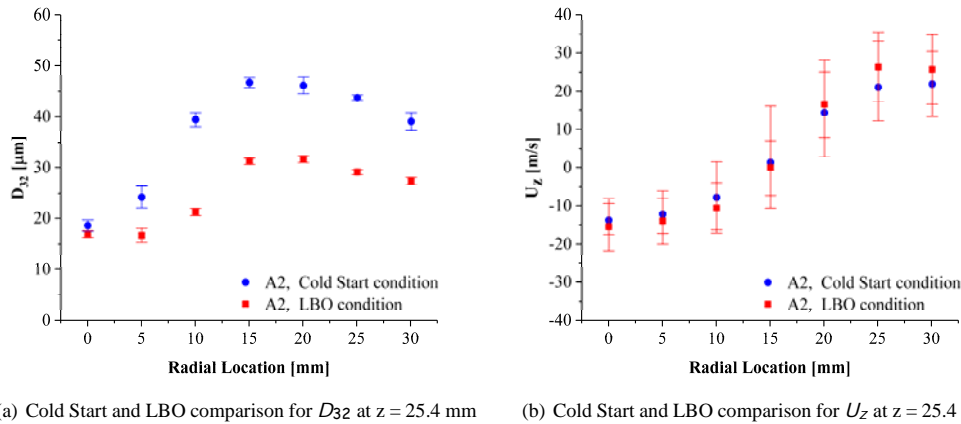 60
50
40
30
20
10
0
D32 [μm]
A2, Cold Start condition
A2, LBO condition
0 5 10 15 20 25 30
Radial Location [mm]
a) Cold Start and LBO comparison for D32 at z = 25.4 mm
40
30
20
10
0
-10
-20
-30
-40
Uz [m/s]
A2, Cold Start condition
A2, LBO condition
0 5 10 15 20 25 30
Radial Location [mm]
(b) Cold Start and LBO comparison for Uz at z = 25.4